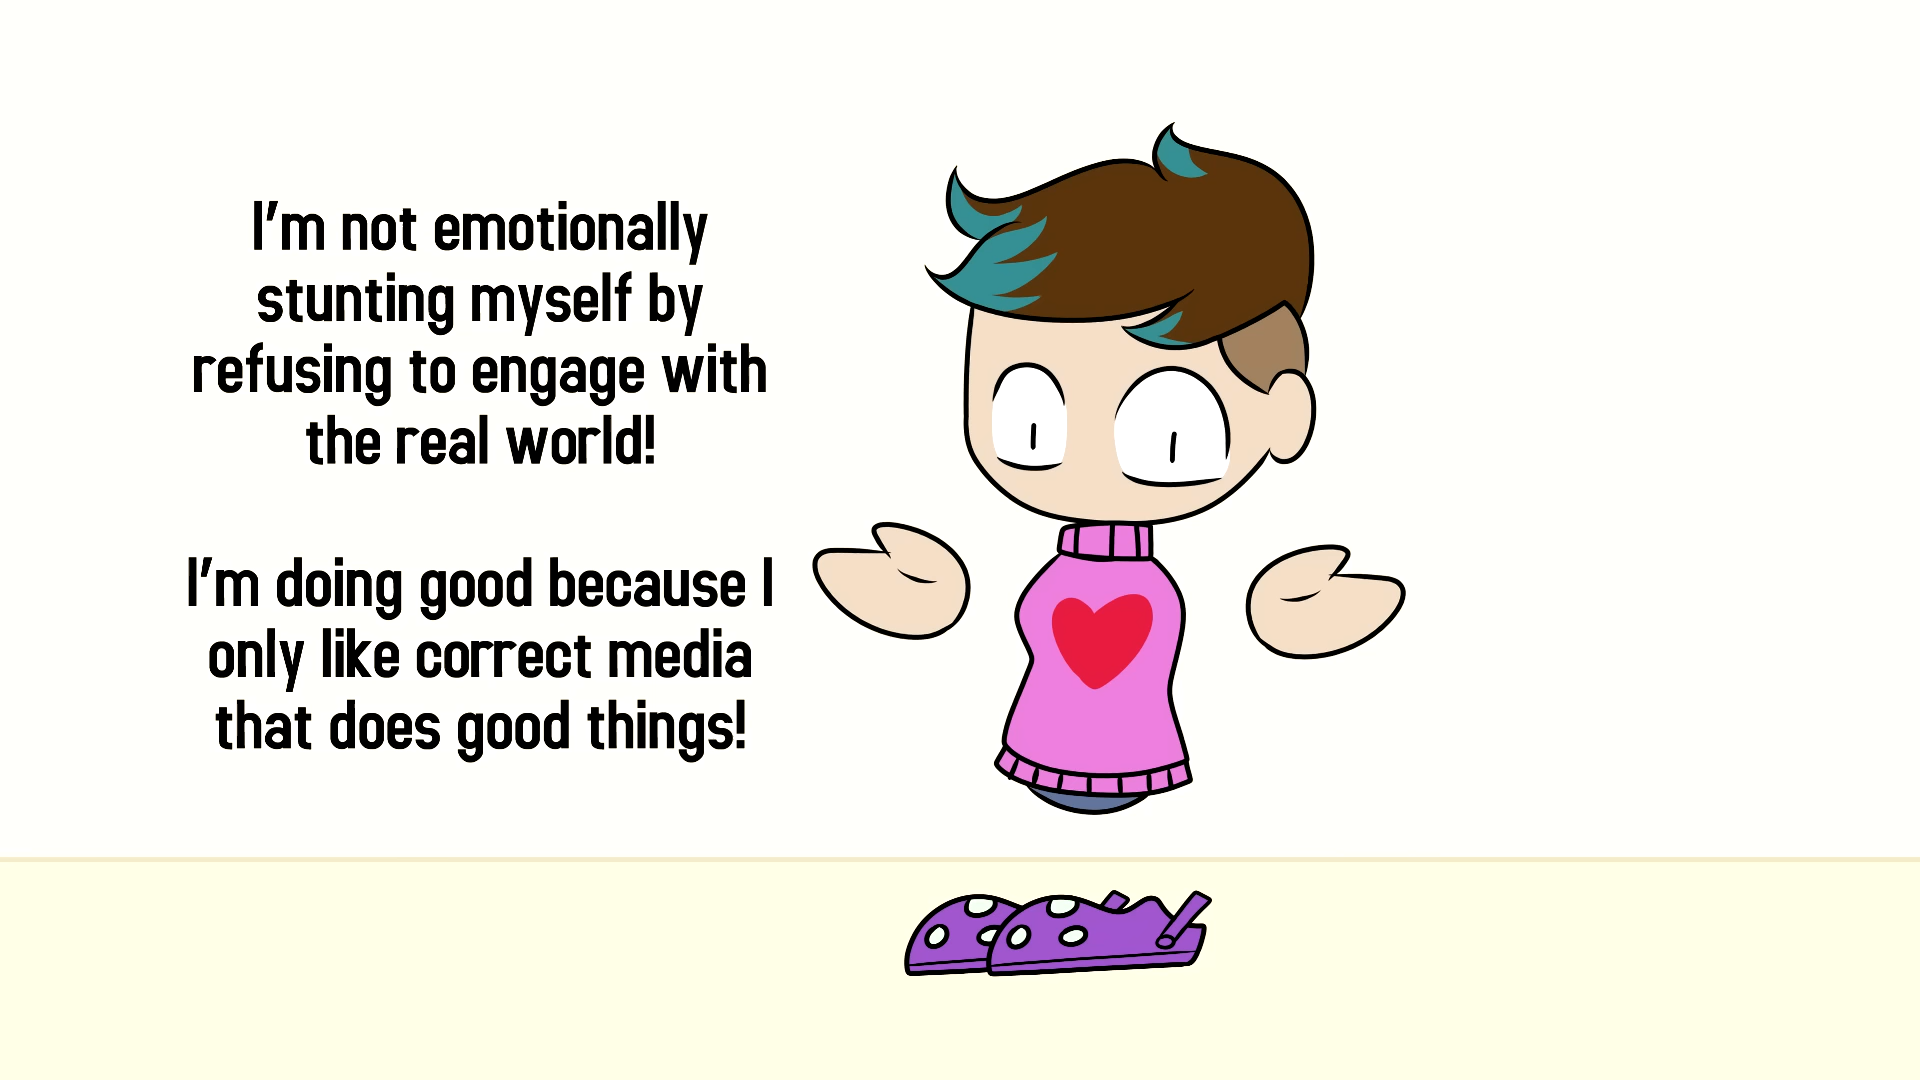 I'm not emotionally
stunting myself by
refusing to engage with
the real world!
I'm doing good because I
only like correct media
that does good things!